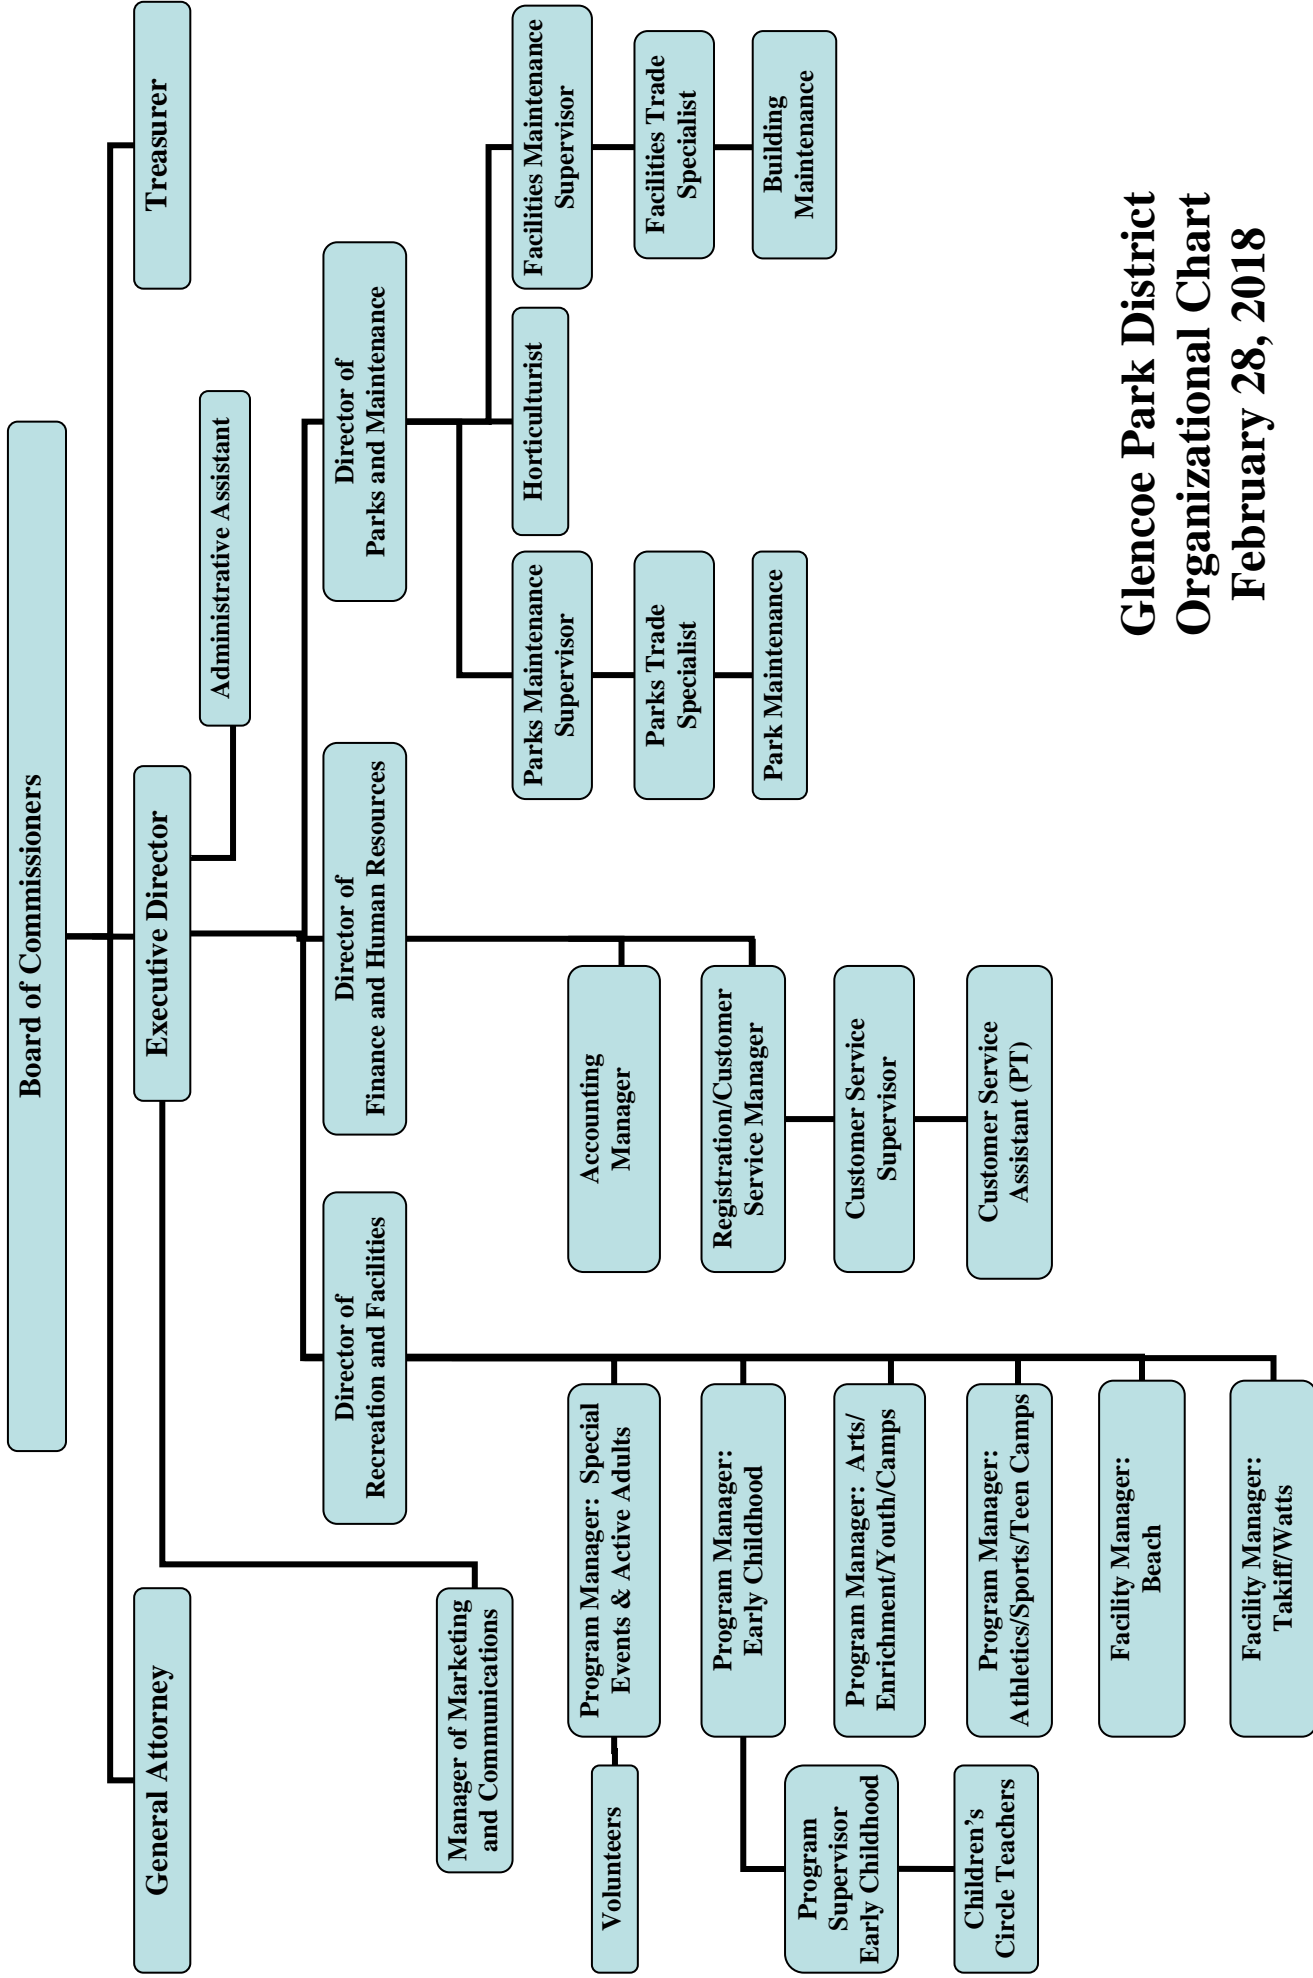 Board of Commissioners
General Attorney
Executive Director
Treasurer
Administrative Assistant
Manager of Marketing
and Communications
Director of
Recreation and Facilities
Director of
Finance and Human Resources
Director of
Parks and Maintenance
Volunteers
Program Manager:  Special
Events & Active Adults
Program Manager:
Early Childhood
Program
Supervisor
Early Childhood
Children's
Circle Teachers
Program Manager:  Arts/
Enrichment/Youth/Camps
Program Manager:
Athletics/Sports/Teen Camps
Facility Manager:
Beach
Facility Manager:
Takiff/Watts
Accounting
Manager
Registration/Customer
Service Manager
Customer Service
Supervisor
Customer Service
Assistant (PT)
Parks Maintenance
Supervisor
Parks Trade
Specialist
Park Maintenance
Horticulturist
Facilities Maintenance
Supervisor
Facilities Trade
Specialist
Building
Maintenance
Glencoe Park District
Organizational Chart
February 28, 2018